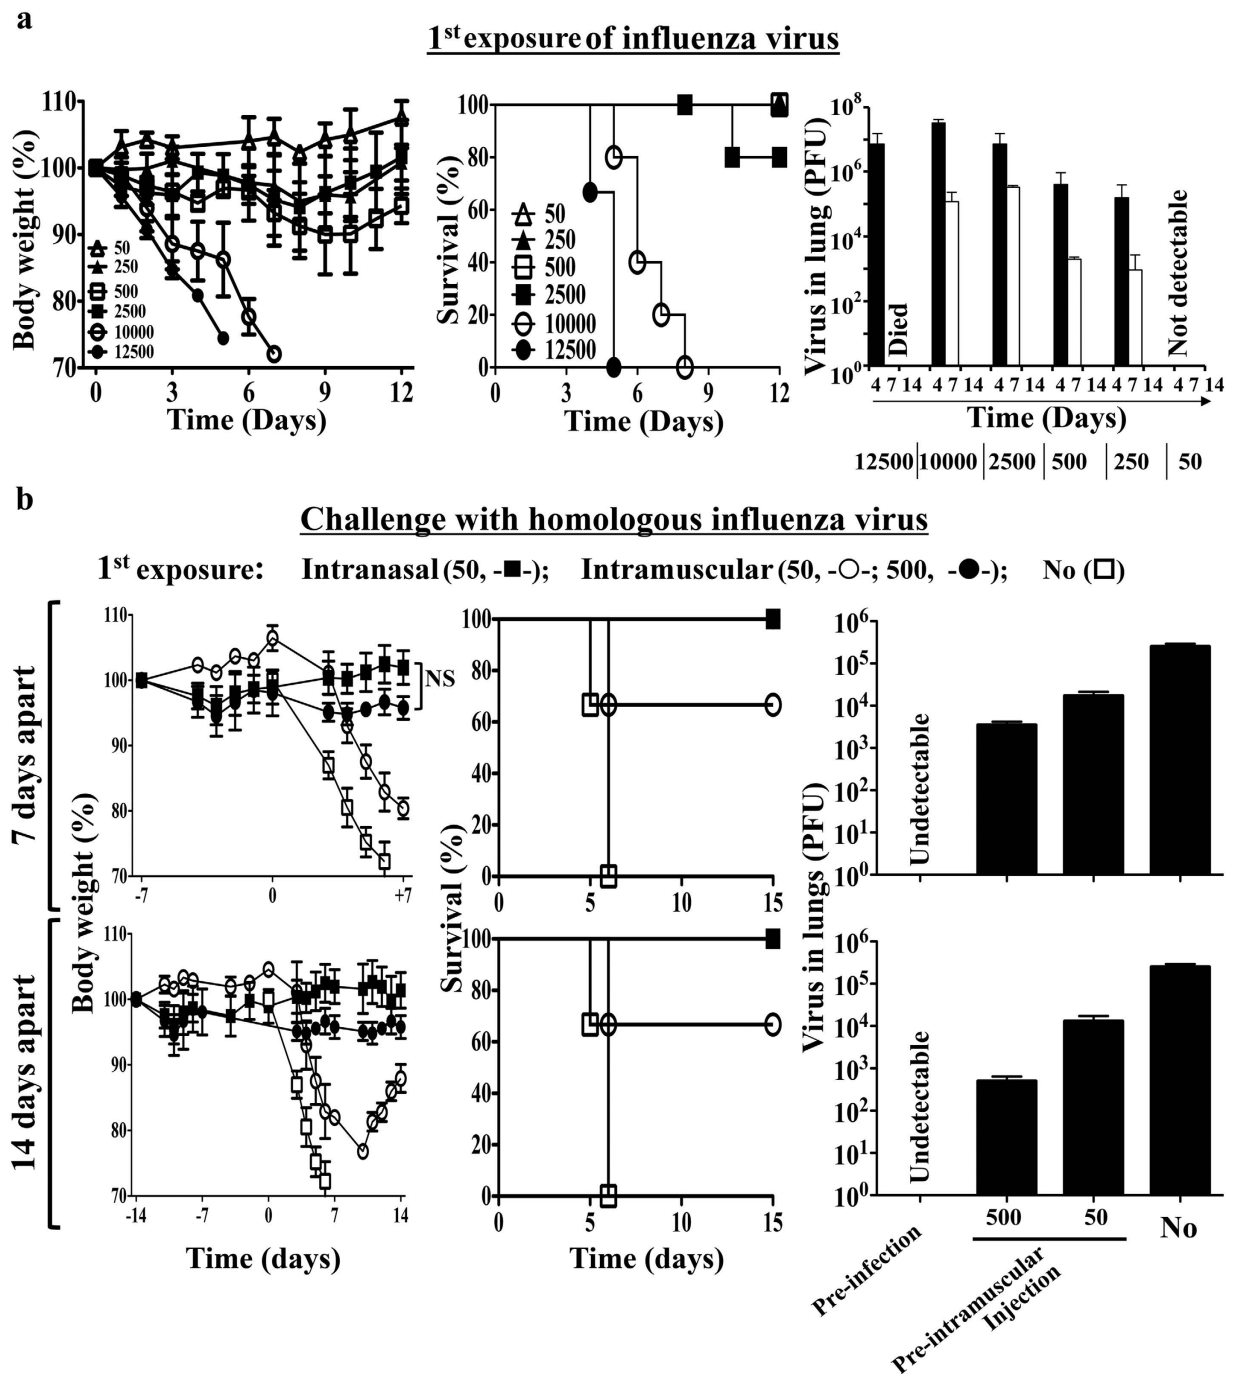 a
1st exposure of influenza virus
Body weight (%)
110
100
90
80
70
50
250
500
2500
10000
12500
0 3 6 9 12
Time (Days)
Survival (%)
100
80
60
40
20
0
50
250
500
2500
10000
12500
0 3 6 9 12
Time (Days)
Virus in lung (PFU)
10^8
10^6
10^4
10^2
10^0
Died
Not detectable
4 7 14 4 7 14 4 7 14 4 7 14 4 7 14 4 7 14
Time (Days)
12500 | 10000 | 2500 | 500 | 250 | 50
b
Challenge with homologous influenza virus
1st exposure: Intranasal (50, -■-); Intramuscular (50, -○-; 500, -●-); No (□)
7 days apart
14 days apart
Body weight (%)
110
100
90
80
70
NS
-7 0 +7
110
100
90
80
70
-14 -7 0 7 14
Time (days)
Survival (%)
100
80
60
40
20
0
0 5 10 15
100
80
60
40
20
0
0 5 10 15
Time (days)
Virus in lungs (PFU)
10^6
10^5
10^4
10^3
10^2
10^1
10^0
Undetectable
10^6
10^5
10^4
10^3
10^2
10^1
10^0
Undetectable
500 50 No
Pre-infection
Pre-intramuscular
Injection